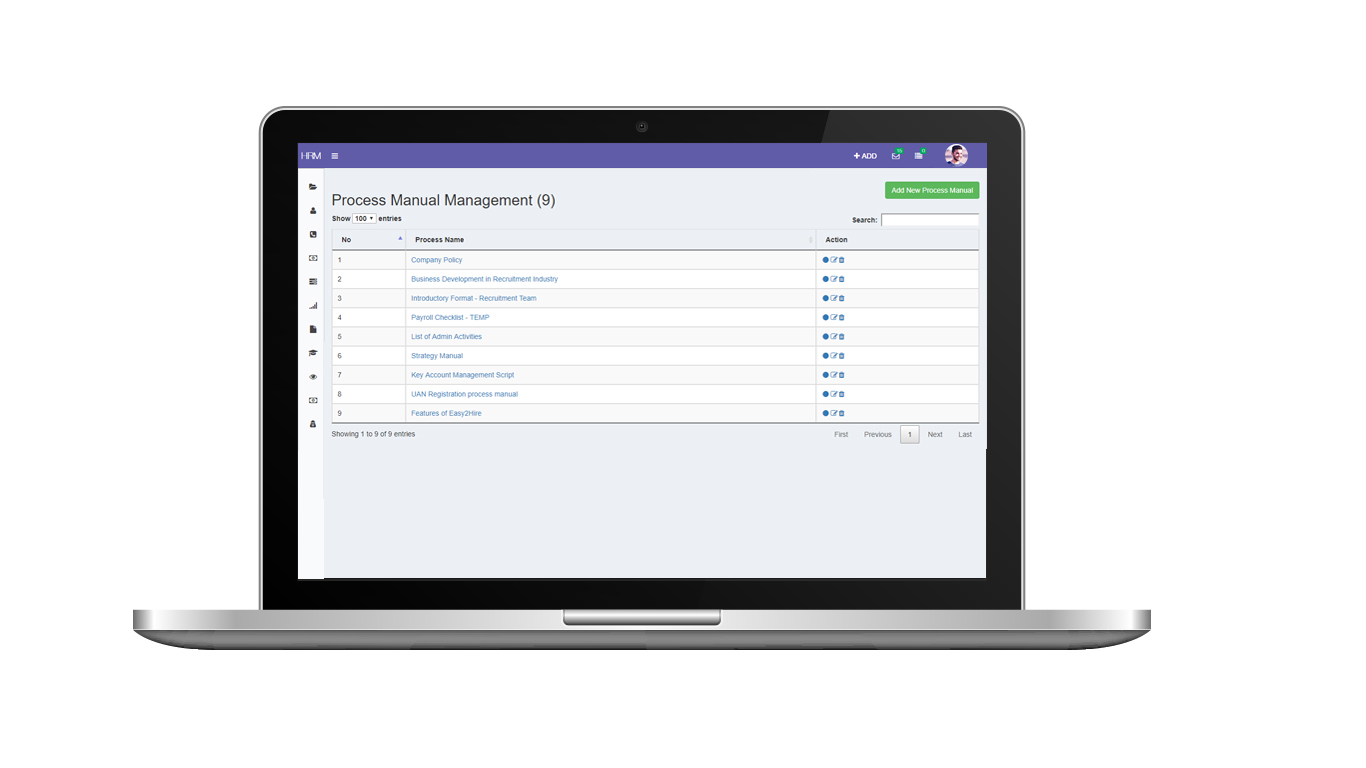 HRM
+ ADD
Add New Process Manual
Process Manual Management (9)
Show 100 entries
Search:
No Process Name Action
1 Company Policy
2 Business Development in Recruitment Industry
3 Introductory Format - Recruitment Team
4 Payroll Checklist - TEMP
5 List of Admin Activities
6 Strategy Manual
7 Key Account Management Script
8 UAN Registration process manual
9 Features of Easy2Hire
Showing 1 to 9 of 9 entries
First Previous 1 Next Last